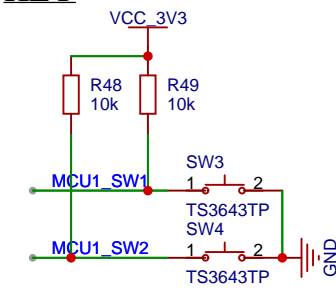 VCC_3V3
R48
10k
R49
10k
MCU1_SW1
SW3
1
2
TS3643TP
MCU1_SW2
SW4
1
2
TS3643TP
GND